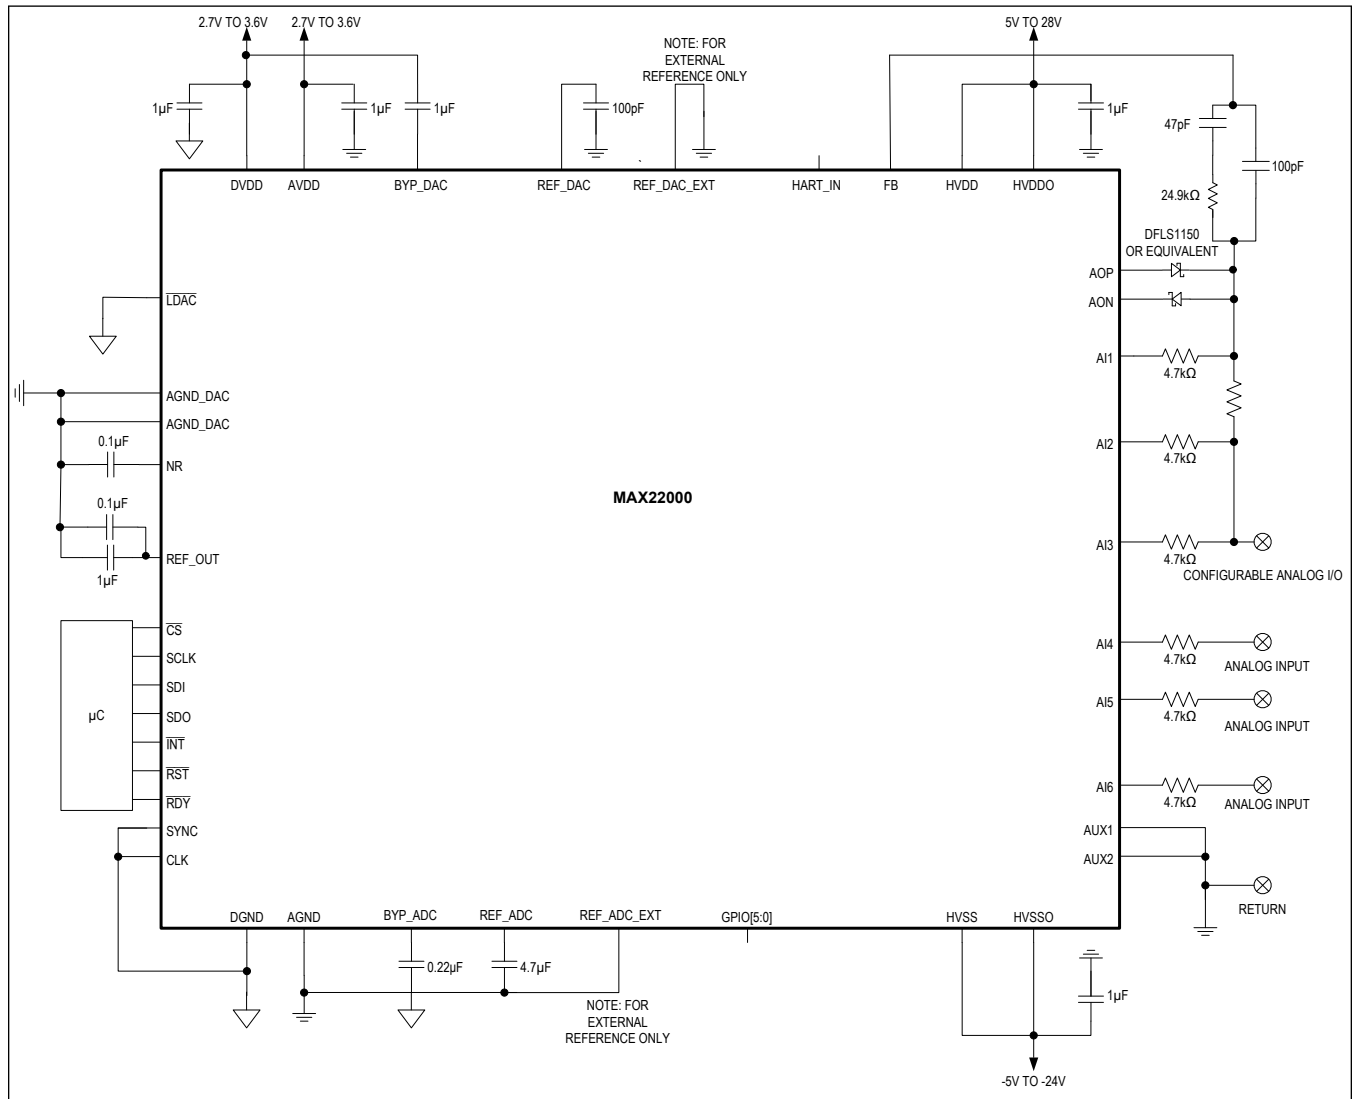 2.7V TO 3.6V
2.7V TO 3.6V
5V TO 28V
NOTE: FOR
EXTERNAL
REFERENCE ONLY
1µF
1µF
1µF
100pF
1µF
47pF
100pF
24.9kΩ
DVDD
AVDD
BYP_DAC
REF_DAC
REF_DAC_EXT
HART_IN
FB
HVDD
HVDDO
DFLS1150
OR EQUIVALENT
AOP
AON
LDAC
AI1
4.7kΩ
AGND_DAC
AGND_DAC
0.1µF
NR
AI2
4.7kΩ
MAX22000
0.1µF
REF_OUT
1µF
AI3
4.7kΩ
CONFIGURABLE ANALOG I/O
µC
CS
SCLK
SDI
SDO
INT
RST
RDY
SYNC
CLK
AI4
4.7kΩ
ANALOG INPUT
AI5
4.7kΩ
ANALOG INPUT
AI6
4.7kΩ
ANALOG INPUT
AUX1
AUX2
RETURN
DGND
AGND
BYP_ADC
REF_ADC
REF_ADC_EXT
GPIO[5:0]
HVSS
HVSSO
0.22µF
4.7µF
1µF
NOTE: FOR
EXTERNAL
REFERENCE ONLY
-5V TO -24V